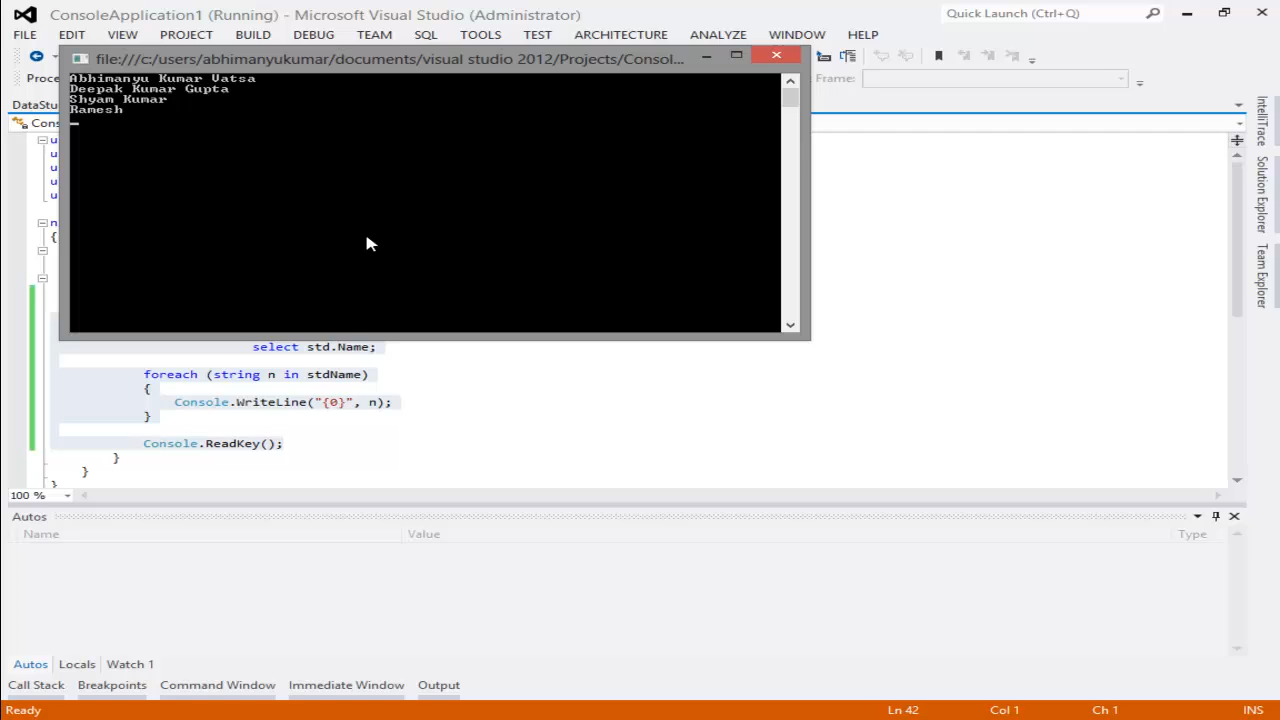 ConsoleApplication1 (Running) - Microsoft Visual Studio (Administrator)
Quick Launch (Ctrl+Q)
FILE EDIT VIEW PROJECT BUILD DEBUG TEAM SQL TOOLS TEST ARCHITECTURE ANALYZE WINDOW HELP
file:///c:/users/abhimanyukumar/documents/visual studio 2012/Projects/Consol...
Proce
Frame:
Abhimanyu Kumar Vatsa
Deepak Kumar Gupta
Shyam Kumar
Ramesh
DataStu
Cons
u
u
u
u
u
n
{
select std.Name;
foreach (string n in stdName)
{
Console.WriteLine("{0}", n);
}
Console.ReadKey();
}
}
}
IntelliTrace
Solution Explorer
Team Explorer
100 %
Autos
Name Value Type
Autos Locals Watch 1
Call Stack Breakpoints Command Window Immediate Window Output
Ready Ln 42 Col 1 Ch 1 INS